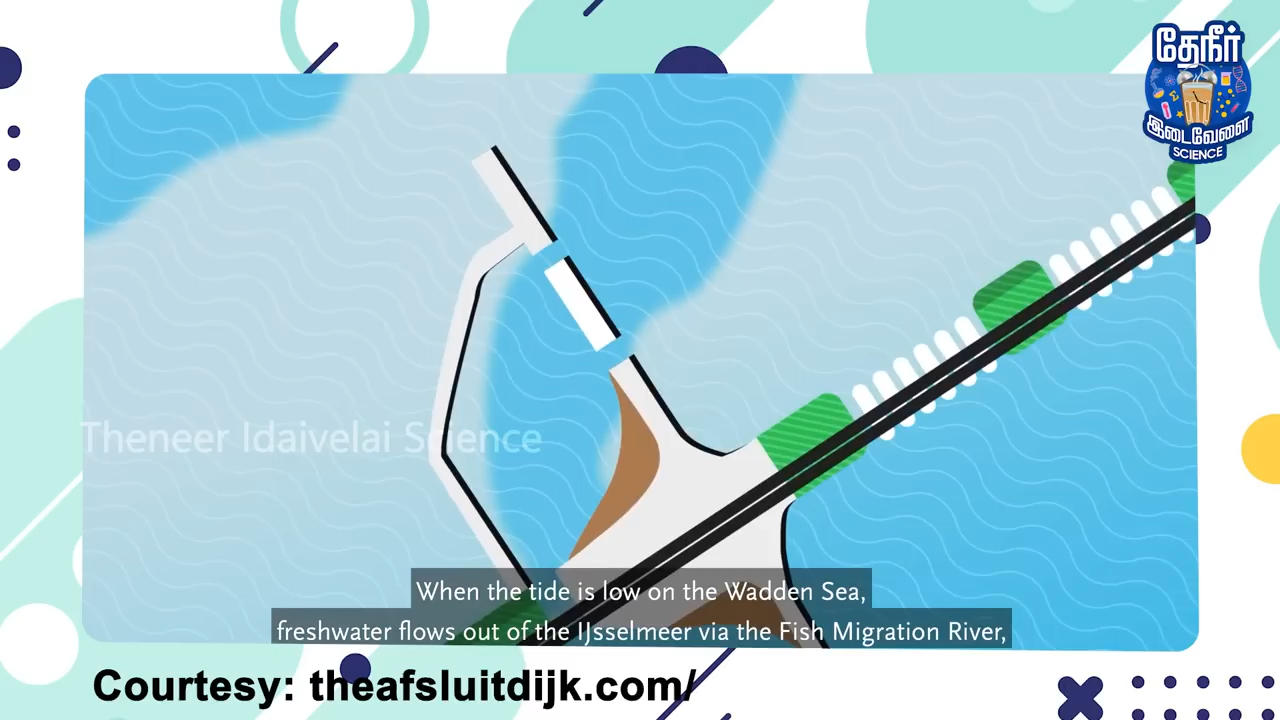 தேநீர்
இடைவேளை
SCIENCE
Theneer Idaivelai Science
When the tide is low on the Wadden Sea,
freshwater flows out of the IJsselmeer via the Fish Migration River,
Courtesy: theafsluitdijk.com/